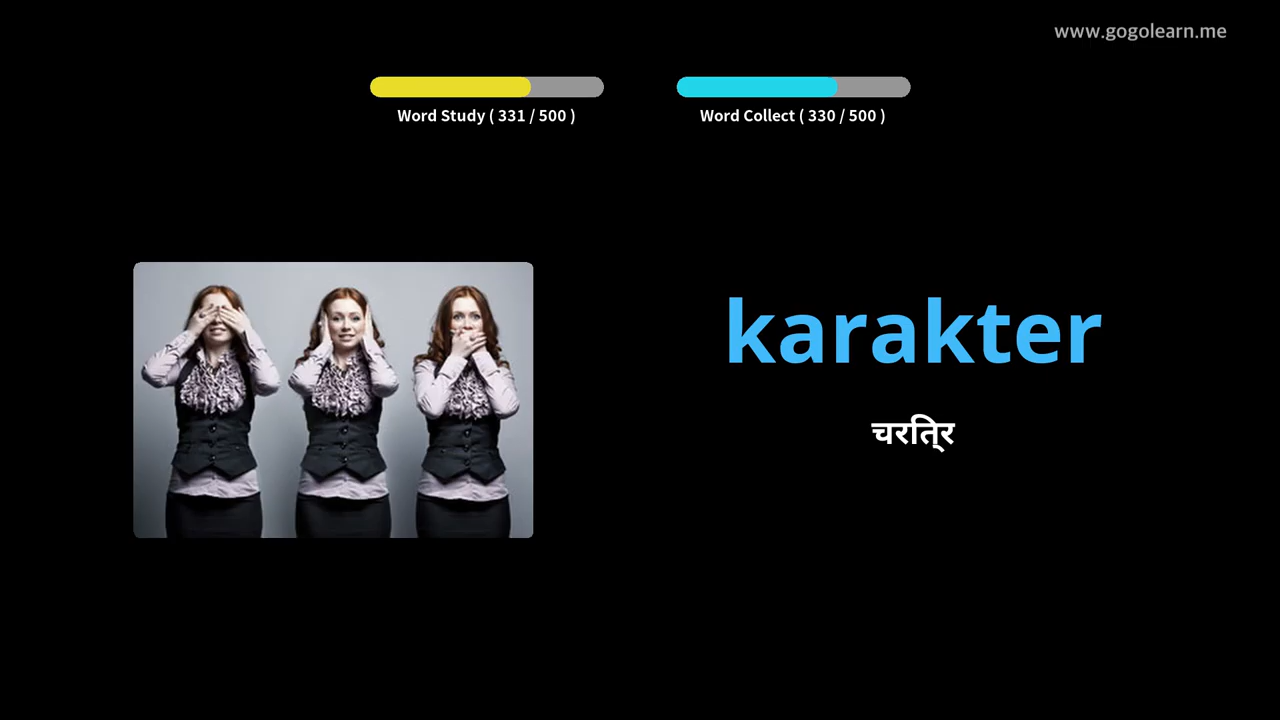 www.gogolearn.me
Word Study ( 331 / 500 )
Word Collect ( 330 / 500 )
karakter
चरित्र